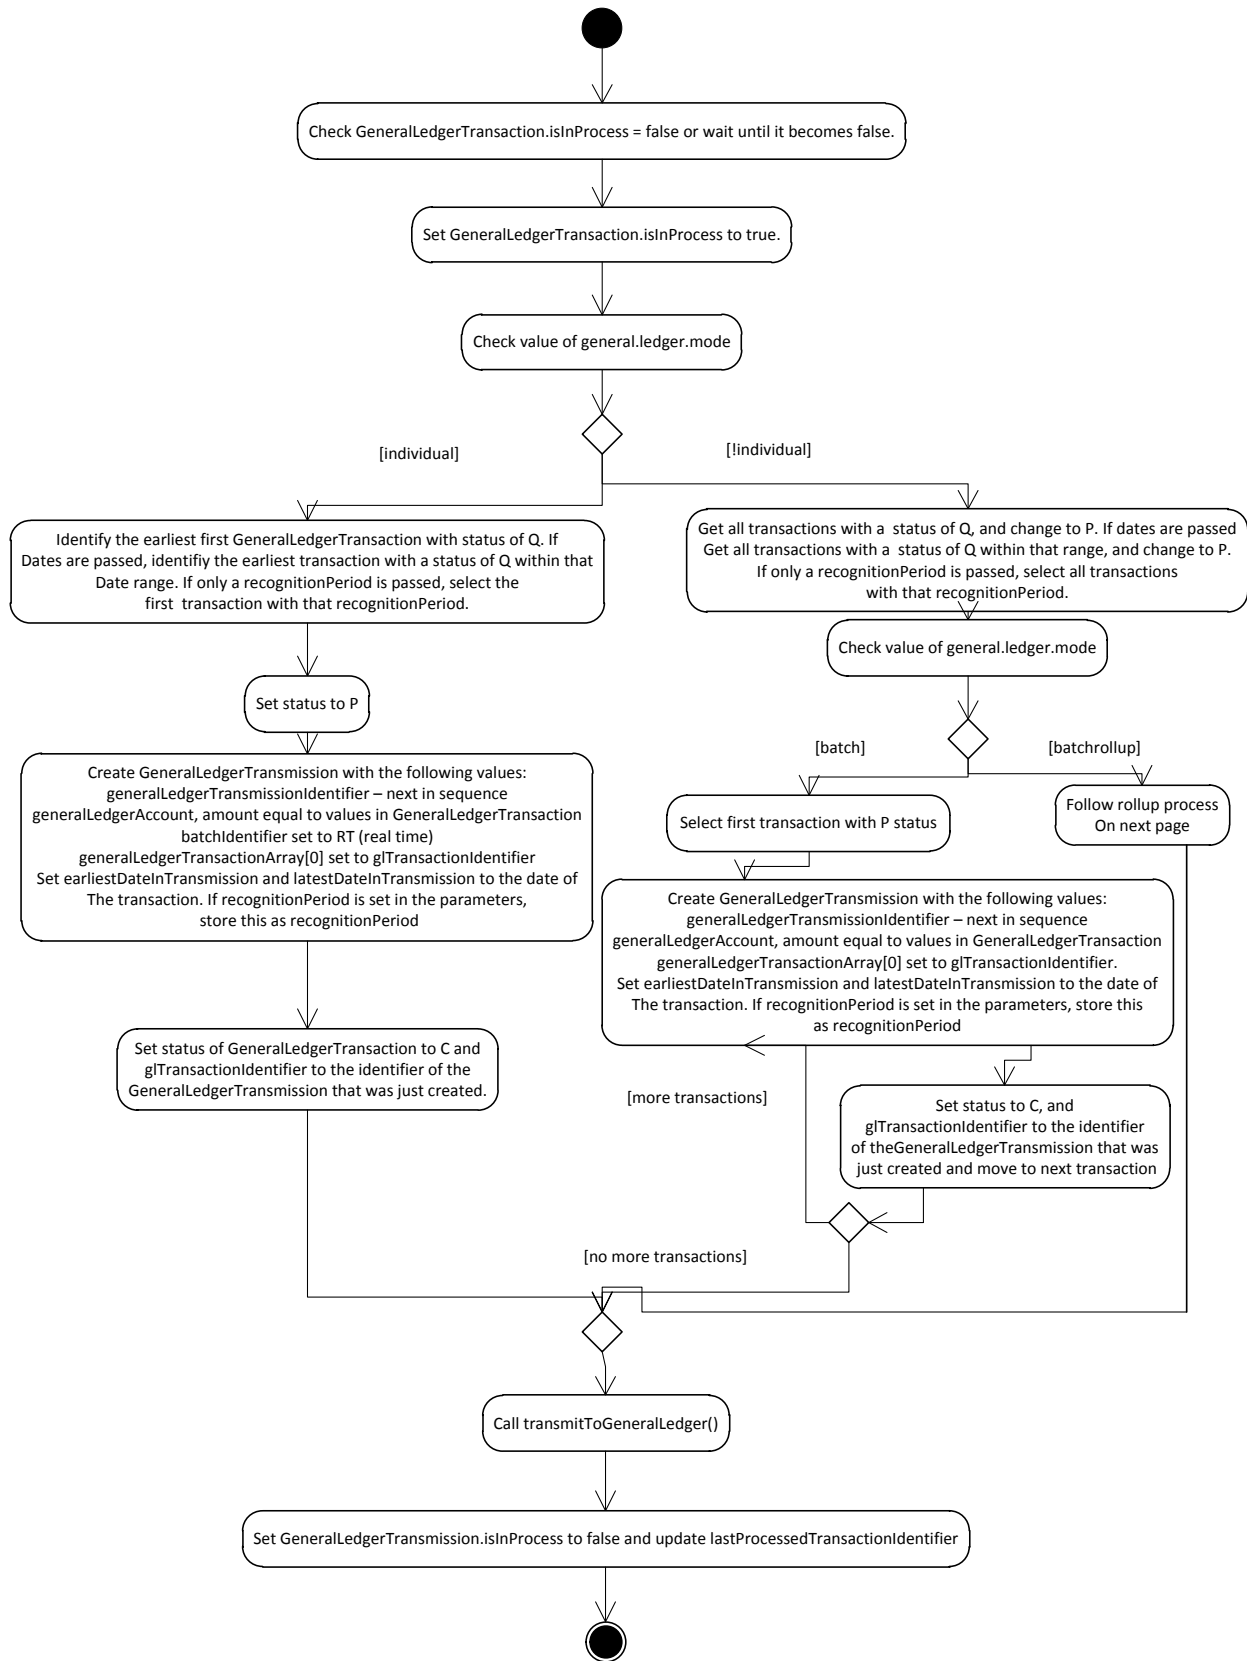 Check GeneralLedgerTransaction.isInProcess = false or wait until it becomes false.
Set GeneralLedgerTransaction.isInProcess to true.
Check value of general.ledger.mode
[individual]
[!individual]
Identify the earliest first GeneralLedgerTransaction with status of Q. If
Dates are passed, identifiy the earliest transaction with a status of Q within that
Date range. If only a recognitionPeriod is passed, select the
first  transaction with that recognitionPeriod.
Get all transactions with a  status of Q, and change to P. If dates are passed
Get all transactions with a  status of Q within that range, and change to P.
If only a recognitionPeriod is passed, select all transactions
with that recognitionPeriod.
Check value of general.ledger.mode
Set status to P
[batch]
[batchrollup]
Create GeneralLedgerTransmission with the following values:
generalLedgerTransmissionIdentifier – next in sequence
generalLedgerAccount, amount equal to values in GeneralLedgerTransaction
batchIdentifier set to RT (real time)
generalLedgerTransactionArray[0] set to glTransactionIdentifier
Set earliestDateInTransmission and latestDateInTransmission to the date of
The transaction. If recognitionPeriod is set in the parameters,
store this as recognitionPeriod
Select first transaction with P status
Follow rollup process
On next page
Create GeneralLedgerTransmission with the following values:
generalLedgerTransmissionIdentifier – next in sequence
generalLedgerAccount, amount equal to values in GeneralLedgerTransaction
generalLedgerTransactionArray[0] set to glTransactionIdentifier.
Set earliestDateInTransmission and latestDateInTransmission to the date of
The transaction. If recognitionPeriod is set in the parameters, store this
as recognitionPeriod
Set status of GeneralLedgerTransaction to C and
glTransactionIdentifier to the identifier of the
GeneralLedgerTransmission that was just created.
[more transactions]
Set status to C, and
glTransactionIdentifier to the identifier
of theGeneralLedgerTransmission that was
just created and move to next transaction
[no more transactions]
Call transmitToGeneralLedger()
Set GeneralLedgerTransmission.isInProcess to false and update lastProcessedTransactionIdentifier